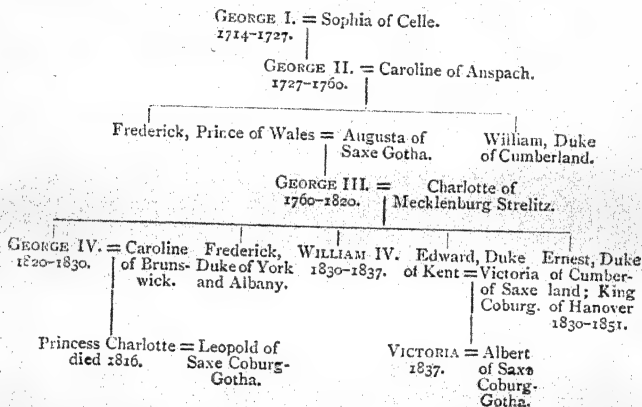 GEORGE I. = Sophia of Celle.
1714-1727.
GEORGE II. = Caroline of Anspach.
1727-1760.
Frederick, Prince of Wales = Augusta of
Saxe Gotha.
William, Duke
of Cumberland.
GEORGE III. = Charlotte of
1760-1820. Mecklenburg Strelitz.
GEORGE IV. = Caroline
1820-1830. of Bruns-
wick.
Frederick,
Duke of York
and Albany.
WILLIAM IV.
1830-1837.
Edward, Duke
of Kent = Victoria
of Saxe
Coburg.
Ernest, Duke
of Cumber-
land; King
of Hanover
1830-1851.
Princess Charlotte = Leopold of
died 1816. Saxe Coburg-
Gotha.
VICTORIA = Albert
1837. of Saxe
Coburg-
Gotha.